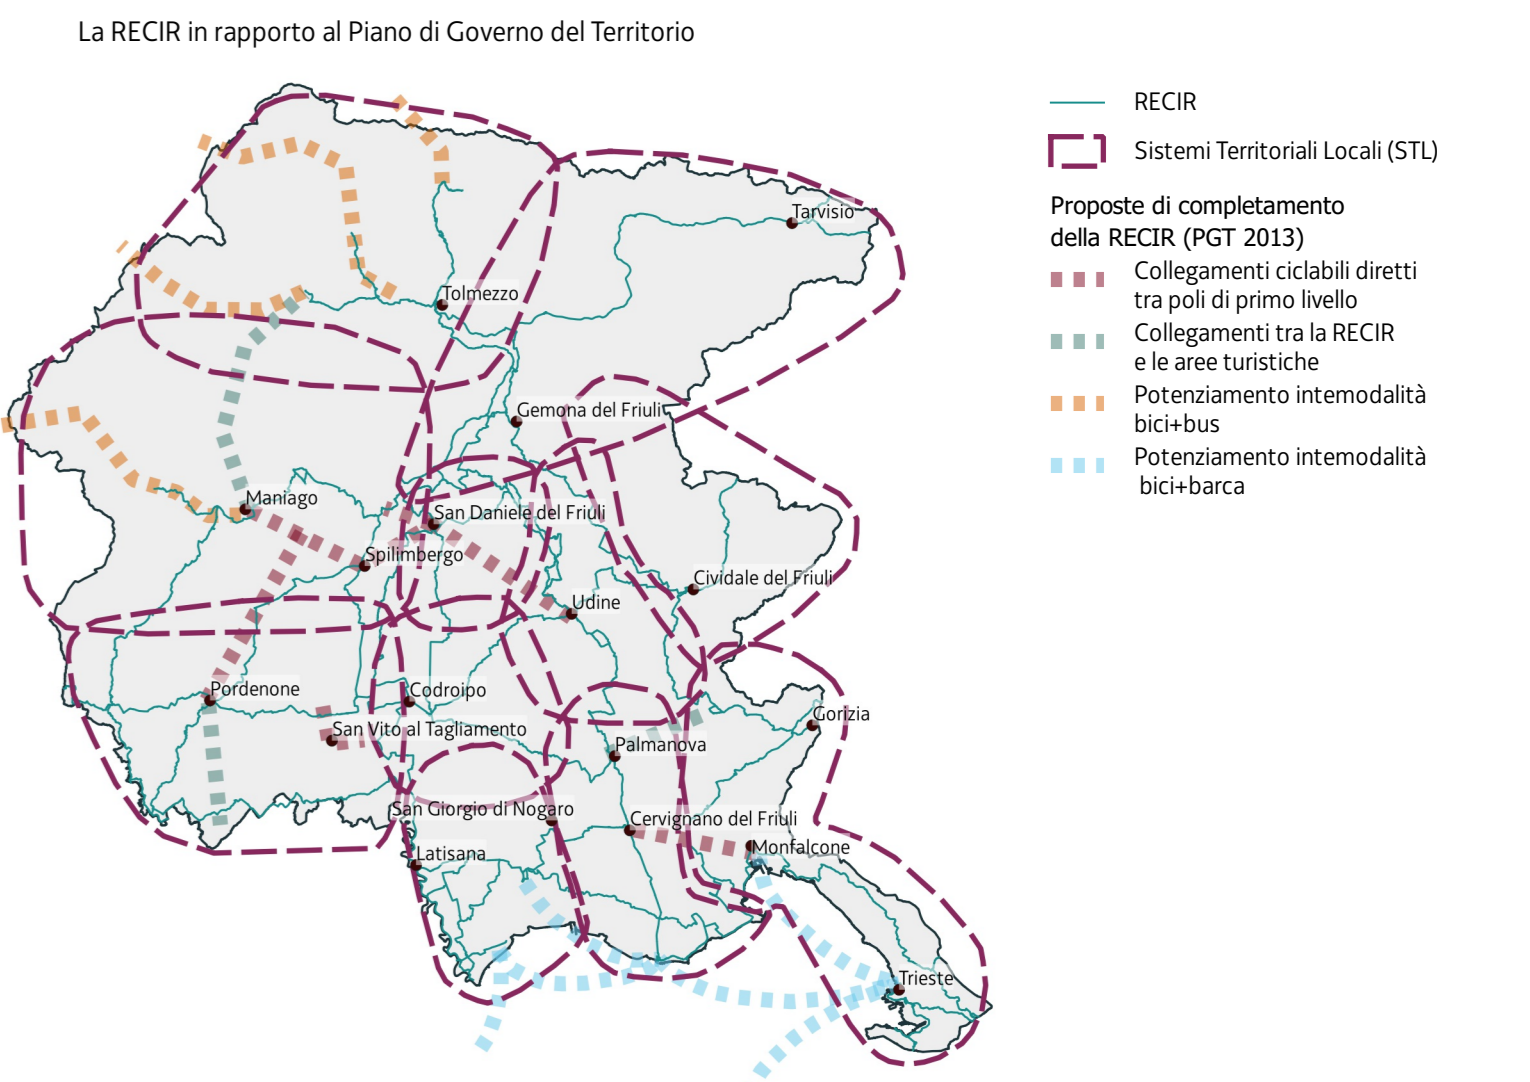 La RECIR in rapporto al Piano di Governo del Territorio
RECIR
Sistemi Territoriali Locali (STL)
Proposte di completamento
della RECIR (PGT 2013)
Collegamenti ciclabili diretti
tra poli di primo livello
Collegamenti tra la RECIR
e le aree turistiche
Potenziamento intemodalità
bici+bus
Potenziamento intemodalità
bici+barca
Tarvisio
Tolmezzo
Gemona del Friuli
Maniago
San Daniele del Friuli
Spilimbergo
Cividale del Friuli
Udine
Pordenone
Codroipo
Gorizia
San Vito al Tagliamento
Palmanova
San Giorgio di Nogaro
Cervignano del Friuli
Monfalcone
Latisana
Trieste